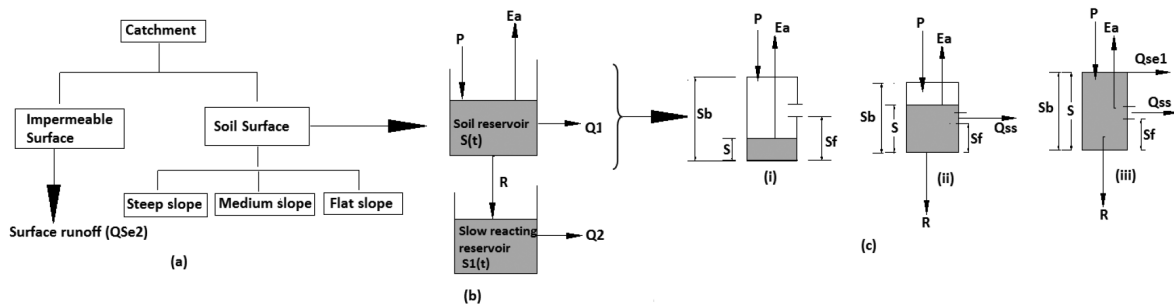 Catchment
Impermeable
Surface
Soil Surface
Steep slope
Medium slope
Flat slope
Surface runoff (QSe2)
(a)
P
Ea
Soil reservoir
S(t)
Q1
R
Slow reacting
reservoir
S1(t)
Q2
(b)
P
Ea
Sb
S
Sf
(i)
P
Ea
Sb
S
Sf
Qss
R
(ii)
P
Ea
Qse1
Sb
S
Qss
Sf
R
(iii)
(c)